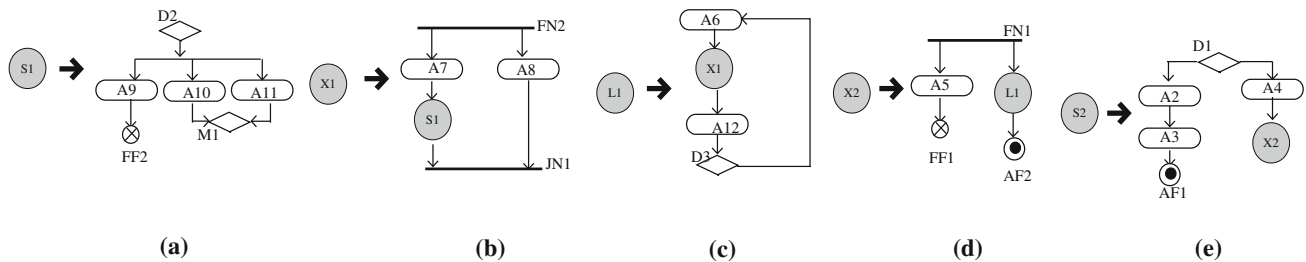 D2
S1
A9
A10
A11
M1
FF2
FN2
X1
A7
A8
S1
JN1
A6
L1
X1
A12
D3
FN1
X2
A5
L1
FF1
AF2
D1
S2
A2
A4
A3
X2
AF1
(a)
(b)
(c)
(d)
(e)